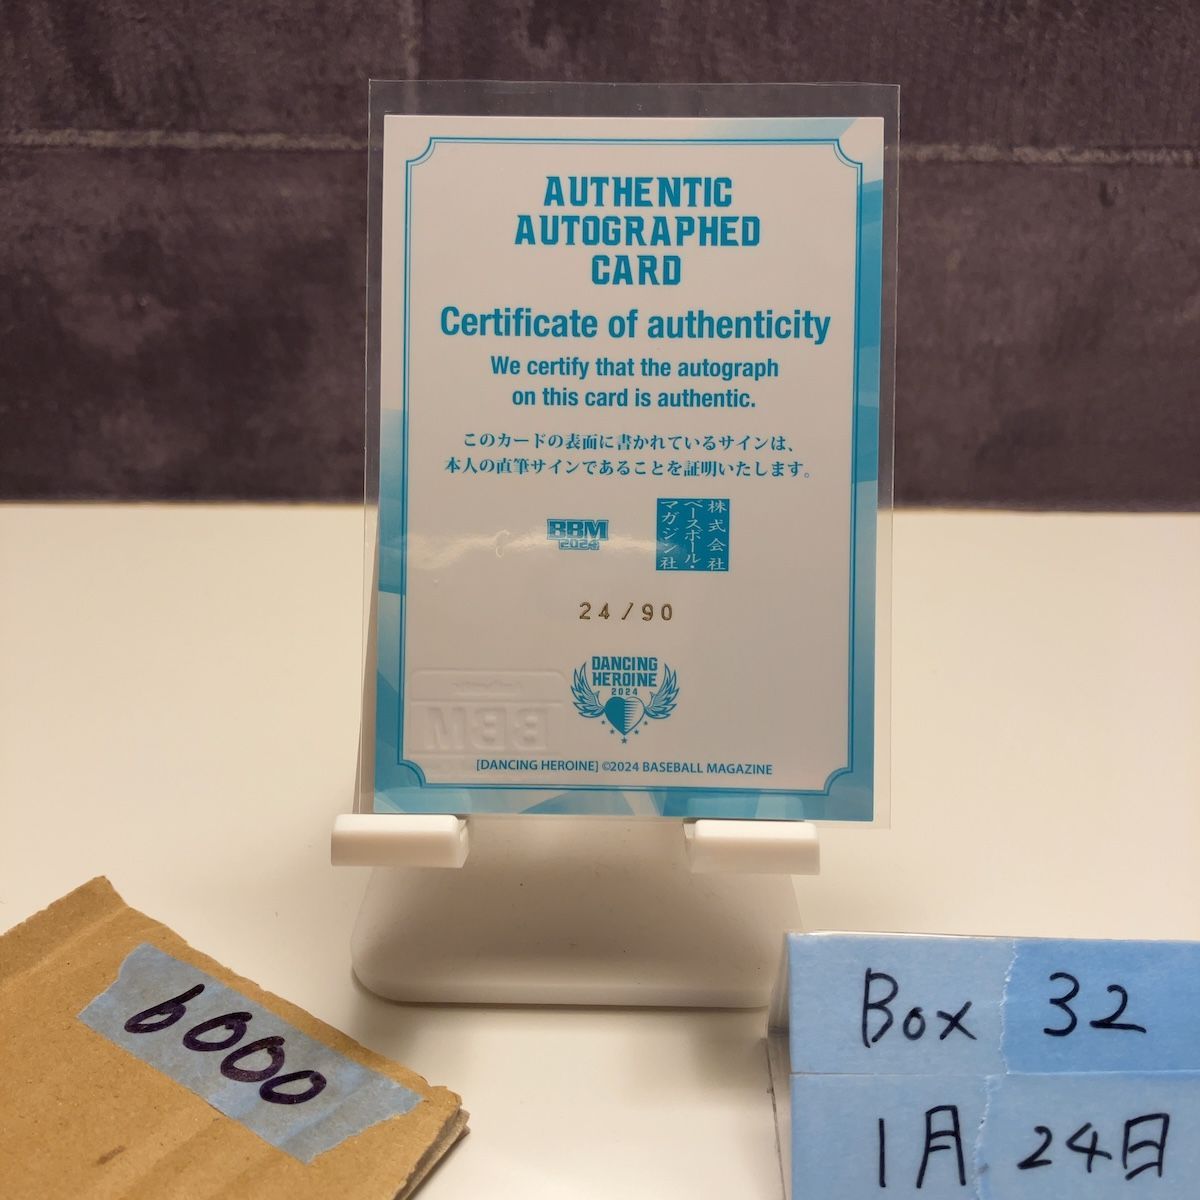 AUTHENTIC
AUTOGRAPHED
CARD
Certificate of authenticity
We certify that the autograph
on this card is authentic.
このカードの表面に書かれているサインは、
本人の直筆サインであることを証明いたします。
BBM
2024
株式会社
ベースボール・
マガジン社
24/90
DANCING
HEROINE
2024
BBM
[DANCING HEROINE] ©2024 BASEBALL MAGAZINE
6000
Box 32
1月 24日